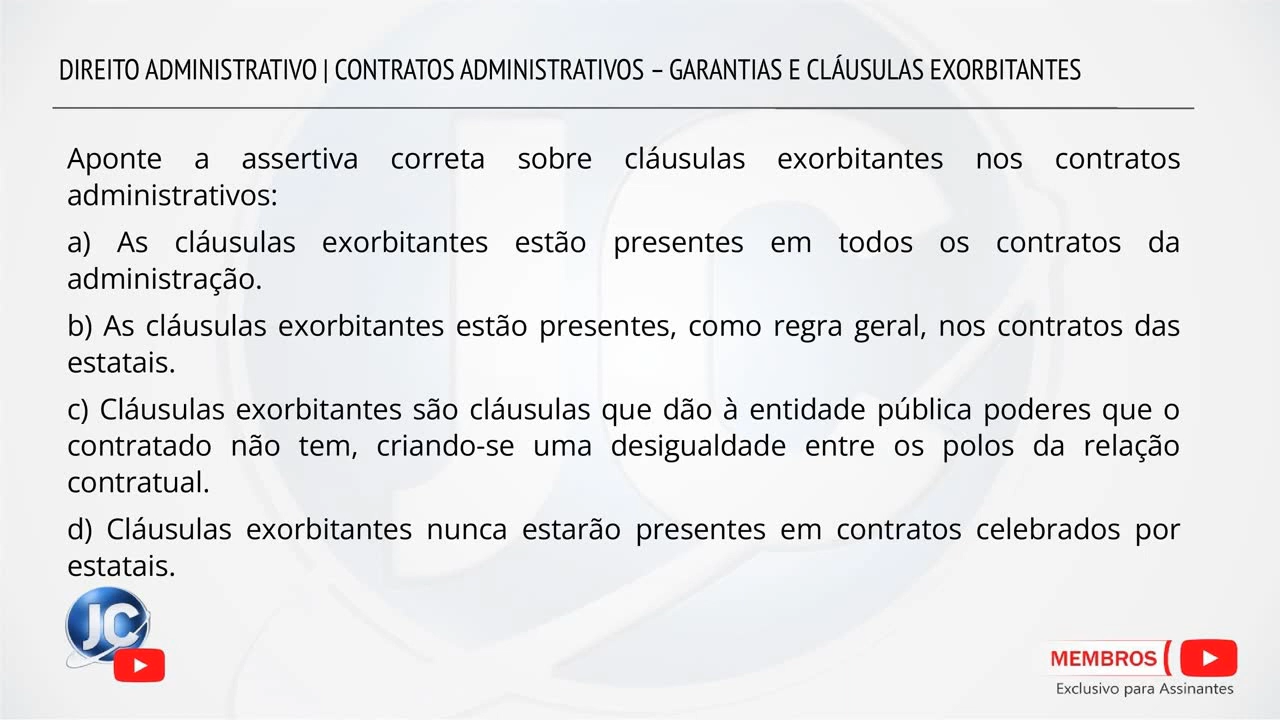 DIREITO ADMINISTRATIVO | CONTRATOS ADMINISTRATIVOS – GARANTIAS E CLÁUSULAS EXORBITANTES
Aponte a assertiva correta sobre cláusulas exorbitantes nos contratos
administrativos:
a) As cláusulas exorbitantes estão presentes em todos os contratos da
administração.
b) As cláusulas exorbitantes estão presentes, como regra geral, nos contratos das
estatais.
c) Cláusulas exorbitantes são cláusulas que dão à entidade pública poderes que o
contratado não tem, criando-se uma desigualdade entre os polos da relação
contratual.
d) Cláusulas exorbitantes nunca estarão presentes em contratos celebrados por
estatais.
JC
MEMBROS
Exclusivo para Assinantes